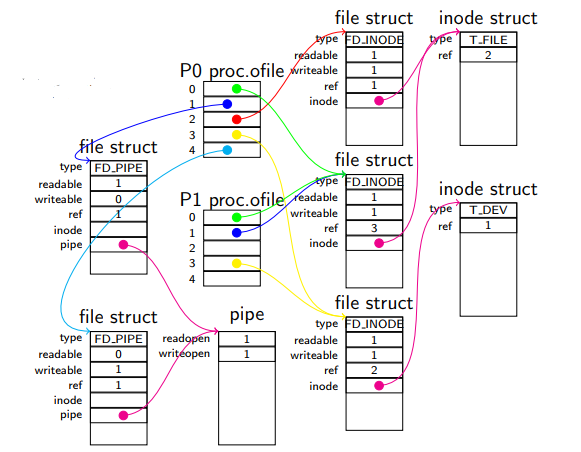 file struct
type FD_INODE
readable 1
writeable 1
ref 1
inode
inode struct
type T_FILE
ref 2
P0 proc.ofile
0
1
2
3
4
file struct
type FD_PIPE
readable 1
writeable 0
ref 1
inode
pipe
file struct
type FD_INODE
readable 1
writeable 1
ref 3
inode
P1 proc.ofile
0
1
2
3
4
inode struct
type T_DEV
ref 1
file struct
type FD_PIPE
readable 0
writeable 1
ref 1
inode
pipe
pipe
readopen 1
writeopen 1
file struct
type FD_INODE
readable 1
writeable 1
ref 2
inode